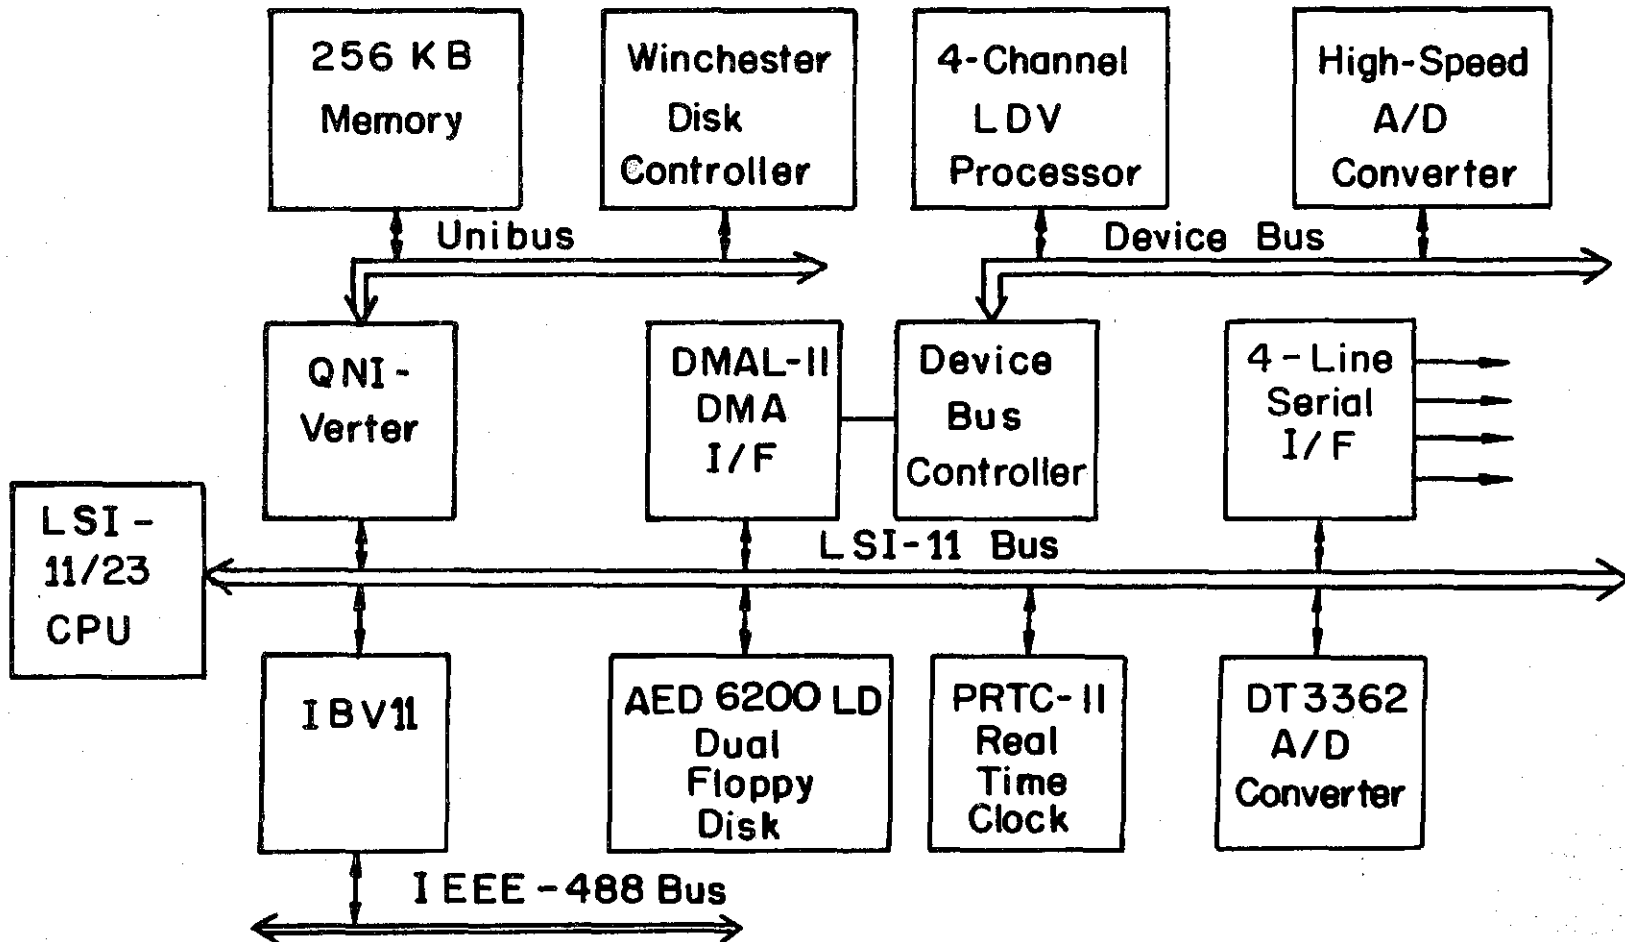 256 KB
Memory
Winchester
Disk
Controller
4-Channel
LDV
Processor
High-Speed
A/D
Converter
Unibus
Device Bus
QNI-
Verter
DMAL-11
DMA
I/F
Device
Bus
Controller
4-Line
Serial
I/F
LSI-
11/23
CPU
LSI-11 Bus
IBV11
AED 6200 LD
Dual
Floppy
Disk
PRTC-11
Real
Time
Clock
DT3362
A/D
Converter
IEEE-488 Bus